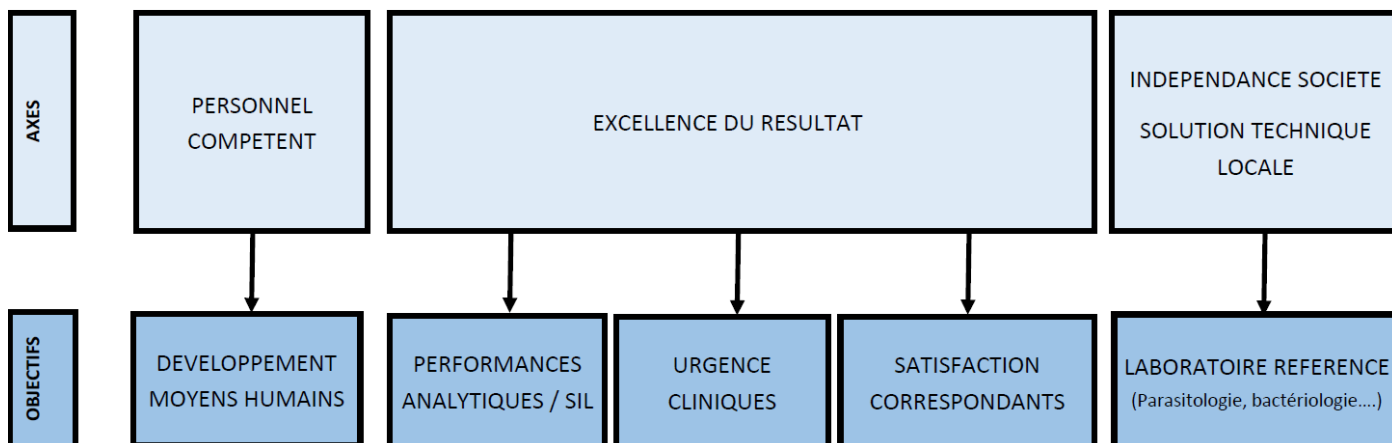 AXES
PERSONNEL
COMPETENT
EXCELLENCE DU RESULTAT
INDEPENDANCE SOCIETE
SOLUTION TECHNIQUE
LOCALE
OBJECTIFS
DEVELOPPEMENT
MOYENS HUMAINS
PERFORMANCES
ANALYTIQUES / SIL
URGENCE
CLINIQUES
SATISFACTION
CORRESPONDANTS
LABORATOIRE REFERENCE
(Parasitologie, bactériologie....)